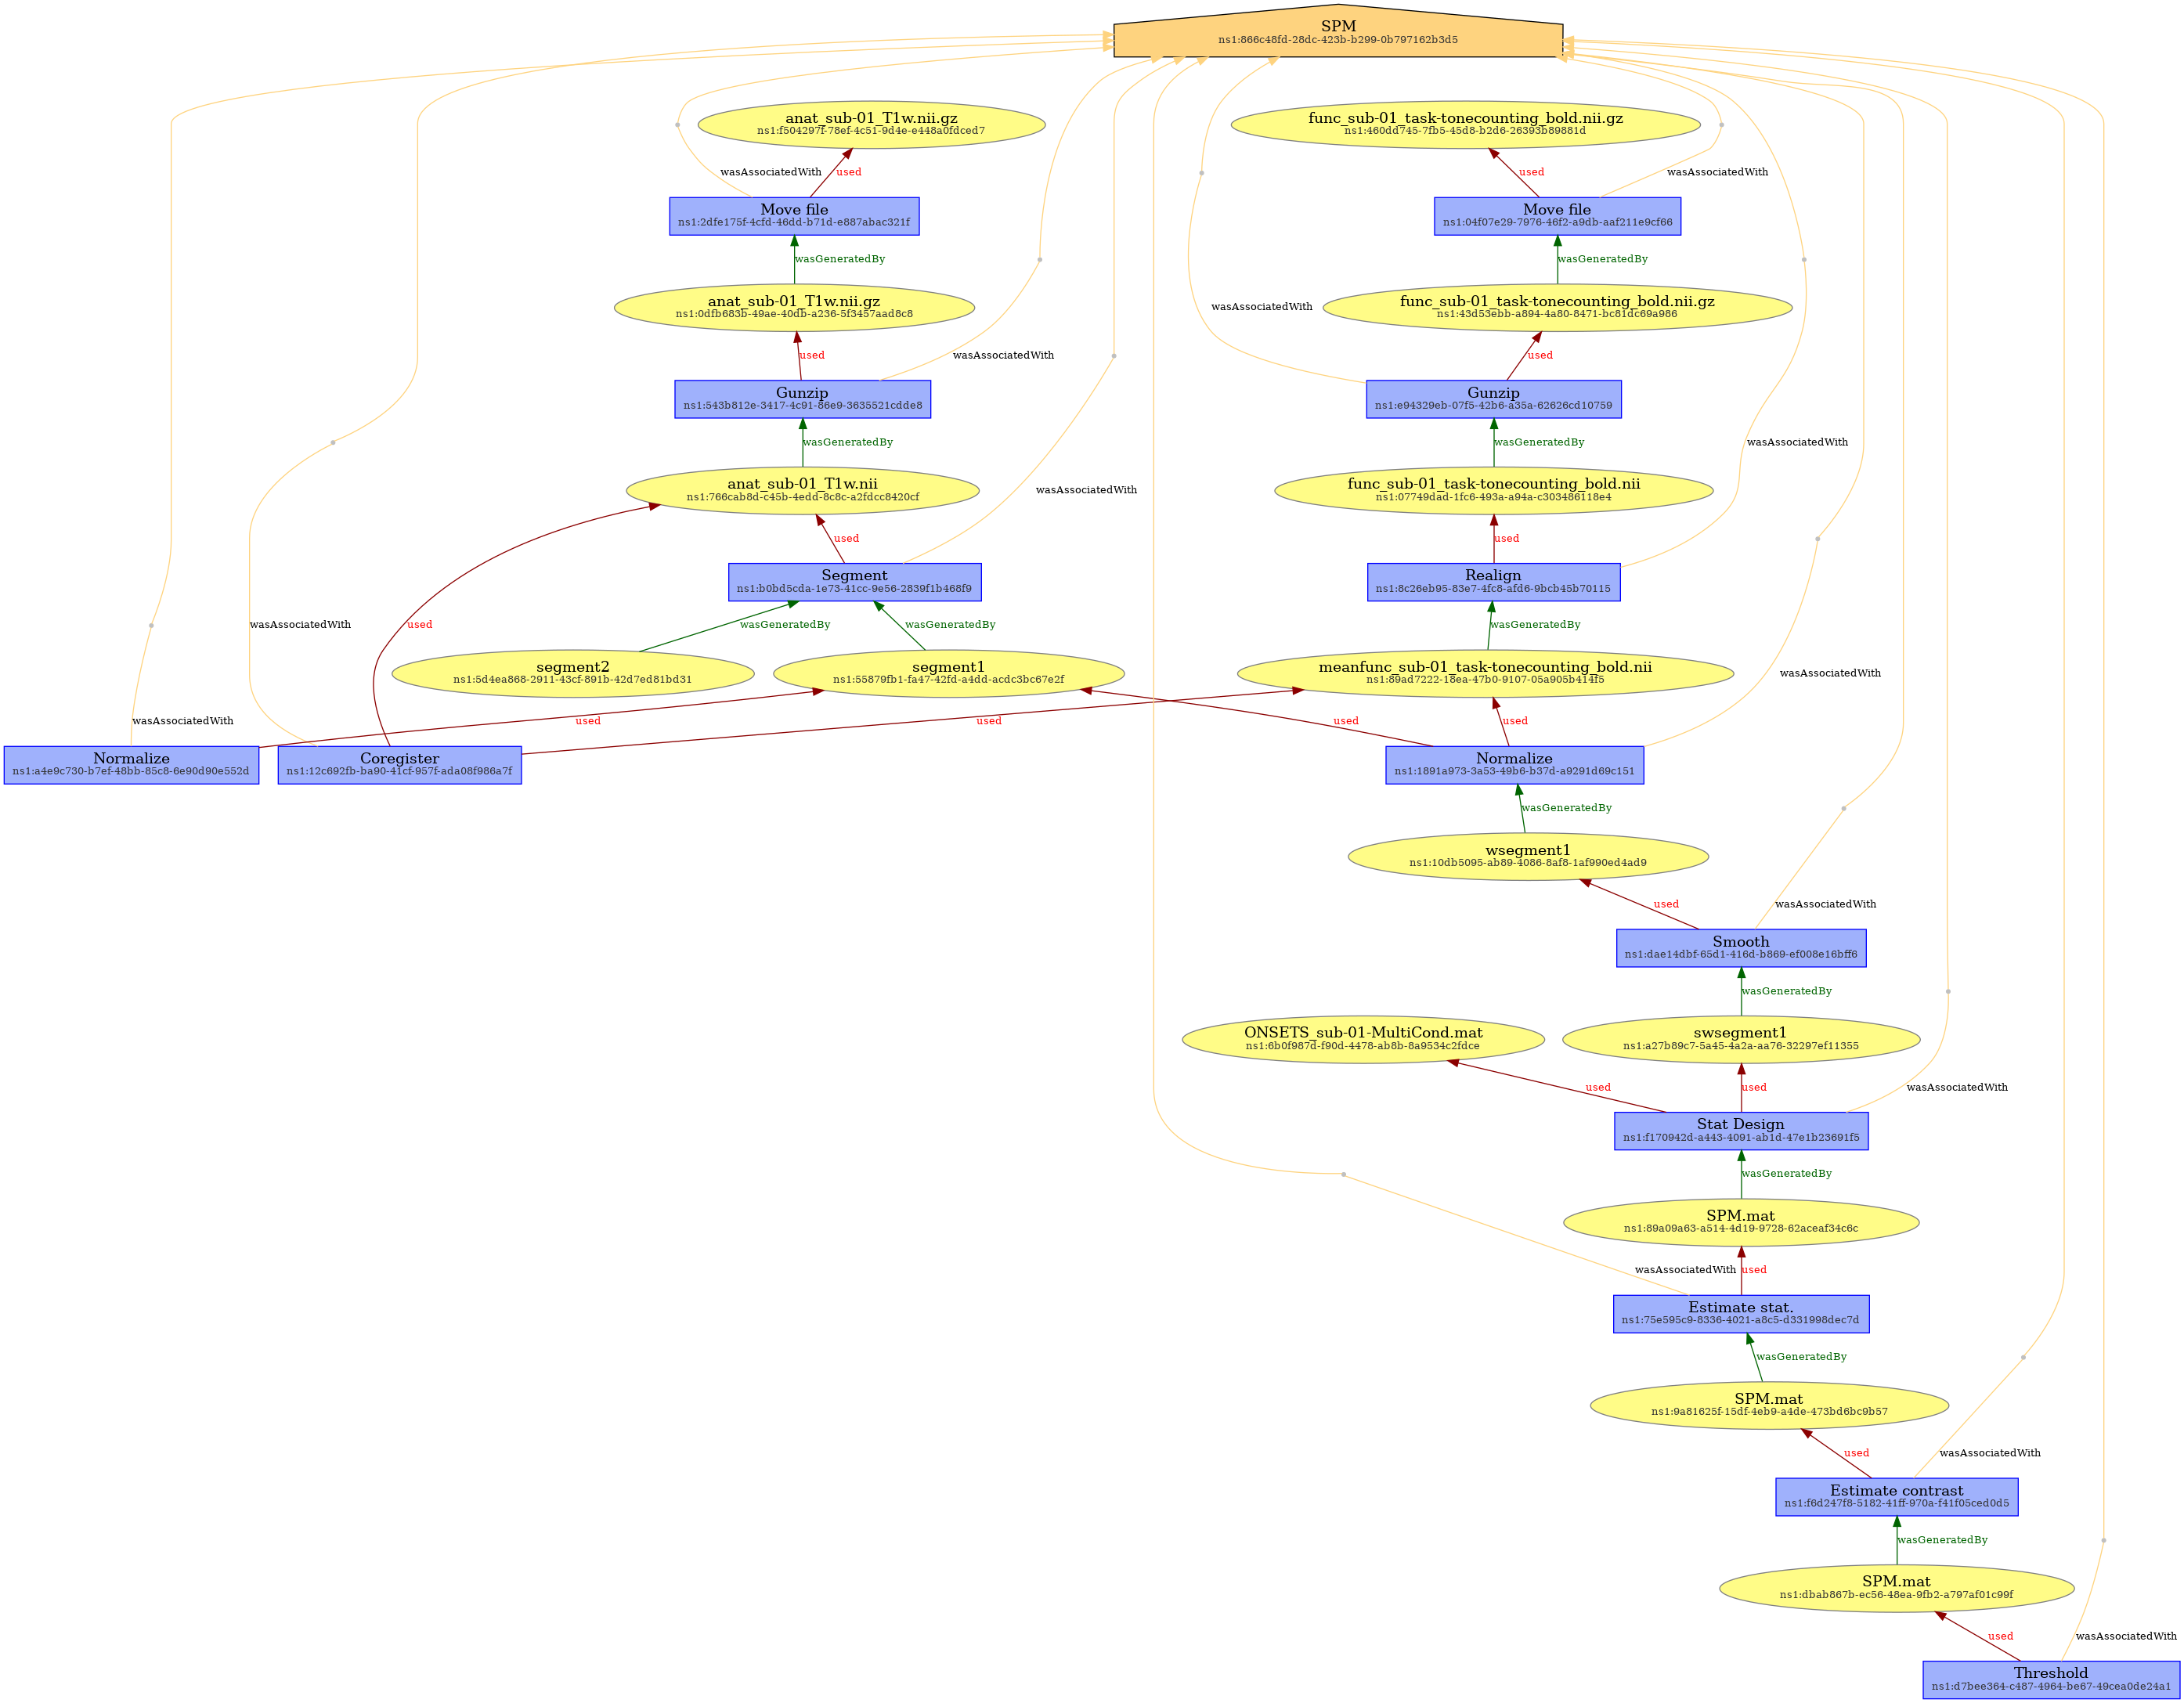 SPM
ns1:866c48fd-28dc-423b-b299-0b797162b3d5
anat_sub-01_T1w.nii.gz
ns1:f504297f-78ef-4c51-9d4e-e448a0fdced7
func_sub-01_task-tonecounting_bold.nii.gz
ns1:460dd745-7fb5-45d8-b2d6-26393b89881d
wasAssociatedWith
used
used
wasAssociatedWith
Move file
ns1:2dfe175f-4cfd-46dd-b71d-e887abac321f
Move file
ns1:04f07e29-7976-46f2-a9db-aaf211e9cf66
wasGeneratedBy
wasGeneratedBy
anat_sub-01_T1w.nii.gz
ns1:0dfb683b-49ae-40db-a236-5f3457aad8c8
wasAssociatedWith
func_sub-01_task-tonecounting_bold.nii.gz
ns1:43d53ebb-a894-4a80-8471-bc81dc69a986
used
wasAssociatedWith
used
Gunzip
ns1:543b812e-3417-4c91-86e9-3635521cdde8
Gunzip
ns1:e94329eb-07f5-42b6-a35a-62626cd10759
wasGeneratedBy
wasGeneratedBy
wasAssociatedWith
anat_sub-01_T1w.nii
ns1:766cab8d-c45b-4edd-8c8c-a2fdcc8420cf
wasAssociatedWith
func_sub-01_task-tonecounting_bold.nii
ns1:07749dad-1fc6-493a-a94a-c303486118e4
used
used
Segment
ns1:b0bd5cda-1e73-41cc-9e56-2839f1b468f9
Realign
ns1:8c26eb95-83e7-4fc8-afd6-9bcb45b70115
wasAssociatedWith
used
wasGeneratedBy
wasGeneratedBy
wasGeneratedBy
segment2
ns1:5d4ea868-2911-43cf-891b-42d7ed81bd31
segment1
ns1:55879fb1-fa47-42fd-a4dd-acdc3bc67e2f
meanfunc_sub-01_task-tonecounting_bold.nii
ns1:89ad7222-18ea-47b0-9107-05a905b414f5
wasAssociatedWith
wasAssociatedWith
used
used
used
used
Normalize
ns1:a4e9c730-b7ef-48bb-85c8-6e90d90e552d
Coregister
ns1:12c692fb-ba90-41cf-957f-ada08f986a7f
Normalize
ns1:1891a973-3a53-49b6-b37d-a9291d69c151
wasGeneratedBy
wsegment1
ns1:10db5095-ab89-4086-8af8-1af990ed4ad9
used
wasAssociatedWith
Smooth
ns1:dae14dbf-65d1-416d-b869-ef008e16bff6
wasGeneratedBy
ONSETS_sub-01-MultiCond.mat
ns1:6b0f987d-f90d-4478-ab8b-8a9534c2fdce
swsegment1
ns1:a27b89c7-5a45-4a2a-aa76-32297ef11355
used
used
wasAssociatedWith
Stat Design
ns1:f170942d-a443-4091-ab1d-47e1b23691f5
wasGeneratedBy
SPM.mat
ns1:89a09a63-a514-4d19-9728-62aceaf34c6c
wasAssociatedWith
used
Estimate stat.
ns1:75e595c9-8336-4021-a8c5-d331998dec7d
wasGeneratedBy
SPM.mat
ns1:9a81625f-15df-4eb9-a4de-473bd6bc9b57
used
wasAssociatedWith
Estimate contrast
ns1:f6d247f8-5182-41ff-970a-f41f05ced0d5
wasGeneratedBy
SPM.mat
ns1:dbab867b-ec56-48ea-9fb2-a797af01c99f
used
wasAssociatedWith
Threshold
ns1:d7bee364-c487-4964-be67-49cea0de24a1